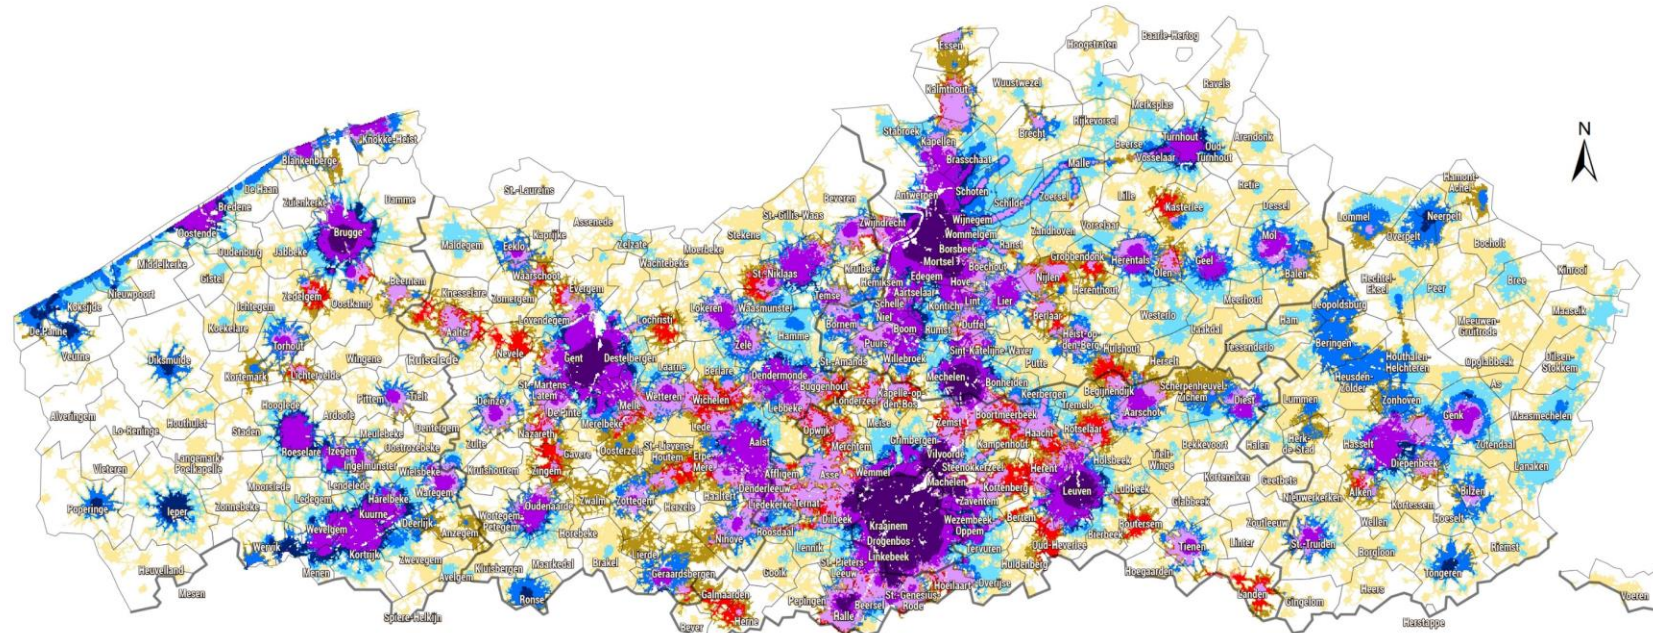 Essen
Hoogstraten
Baarle-Hertog
Kalmthout
Wuustwezel
Ravels
Merksplas
Rijkevorsel
Brecht
Stabroek
Kapellen
Knokke-Heist
Blankenberge
Turnhout
Arendonk
Beerse
Oud-
Turnhout
Vosselaar
Brasschaat
Malle
N
De Haan
Damme
Zuienkerke
Bredene
St.-Laureins
Antwerpen
Schoten
Beveren
Schilde
Zoersel
Lille
Retie
Kasterlee
Dessel
Hamont-
Achel
Lommel
Neerpelt
Overpelt
Oostende
Brugge
Assenede
St.-Gillis-Waas
Zwijndrecht
Wijnegem
Wommelgem
Vorselaar
Zandhoven
Ranst
Oudenburg
Jabbeke
Maldegem
Eeklo
Kaprijke
Zelzate
Stekene
Moerbeke
Borsbeek
Mortsel
Boechout
Grobbendonk
Herentals
Olen
Geel
Mol
Balen
Bocholt
Middelkerke
Gistel
Wachtebeke
St.-Niklaas
Kruibeke
Edegem
Hemiksem
Aartselaar
Hove
Nijlen
Herenthout
Hechtel-
Eksel
Peer
Bree
Kinrooi
Nieuwpoort
Koksijde
Zedelgem
Oostkamp
Beernem
Knesselare
Waarschoot
Zomergem
Evergem
Lokeren
Waasmunster
Temse
Schelle
Niel
Kontich
Lint
Lier
Meerhout
Leopoldsburg
Maaseik
De Panne
Veurne
Ichtegem
Koekelare
Aalter
Lovendegem
Lochristi
Hamme
Bornem
Boom
Rumst
Duffel
Berlaar
Heist-op-
den-Berg
Westerlo
Laakdal
Ham
Beringen
Meeuwen-
Gruitrode
Torhout
Wingene
Ruiselede
Nevele
Gent
Destelbergen
Zele
Puurs
Willebroek
Sint-Katelijne-Waver
Putte
Hulshout
Herselt
Tessenderlo
Houthalen-
Helchteren
Opglabbeek
Dilsen-
Stokkem
Diksmuide
Kortemark
Lichtervelde
Laarne
Berlare
Dendermonde
St.-Amands
Buggenhout
Mechelen
Bonheiden
Begijnendijk
Scherpenheuvel-
Zichem
Heusden-
Zolder
As
Hooglede
Pittem
Tielt
Deinze
St.-Martens-
Latem
De Pinte
Melle
Wetteren
Wichelen
Lebbeke
Londerzeel
Kapelle-op-
den-Bos
Keerbergen
Tremelo
Aarschot
Diest
Lummen
Zonhoven
Genk
Maasmechelen
Alveringem
Houthulst
Ardooie
Dentergem
Merelbeke
Lede
Opwijk
Meise
Zemst
Boortmeerbeek
Lo-Reninge
Staden
Meulebeke
Oostrozebeke
Zulte
Nazareth
Merchtem
Grimbergen
Kampenhout
Haacht
Rotselaar
Bekkevoort
Halen
Herk-
de-Stad
Hasselt
Zutendaal
Roeselare
Izegem
Ingelmunster
Gavere
Oosterzele
St.-Lievens-
Houtem
Erpe
Mere
Aalst
Vilvoorde
Vleteren
Langemark-
Poelkapelle
Wielsbeke
Kruishoutem
Zingem
Affligem
Asse
Wemmel
Steenokkerzeel
Herent
Holsbeek
Tielt-
Winge
Diepenbeek
Lanaken
Moorslede
Lendelede
Ledegem
Waregem
Haaltert
Denderleeuw
Liedekerke
Ternat
Machelen
Kortenberg
Leuven
Lubbeek
Kortenaken
Geetbets
Nieuwerkerken
Alken
Bilzen
Zonnebeke
Harelbeke
Zwalm
Zottegem
Zaventem
Glabbeek
Kortessem
Poperinge
Ieper
Kuurne
Deerlijk
Oudenaarde
Wortegem-
Petegem
Herzele
Dilbeek
Kraainem
Wezembeek-
Oppem
Bertem
Bierbeek
Boutersem
Zoutleeuw
Wellen
Hoeselt
Wevelgem
Anzegem
Horebeke
Ninove
Roosdaal
Drogenbos
Oud-Heverlee
Tienen
Linter
St.-Truiden
Borgloon
Riemst
Wervik
Kortrijk
Zwevegem
Lierde
Lennik
Linkebeek
Tervuren
Menen
Kluisbergen
Maarkedal
Brakel
St.-Pieters-
Leeuw
Huldenberg
Hoegaarden
Tongeren
Heuvelland
Avelgem
Geraardsbergen
Gooik
Hoeilaart
Overijse
Mesen
Ronse
Galmaarden
Pepingen
Beersel
St.-Genesius-
Rode
Landen
Gingelom
Heers
Voeren
Spiere-Helkijn
Bever
Herne
Halle
Herstappe